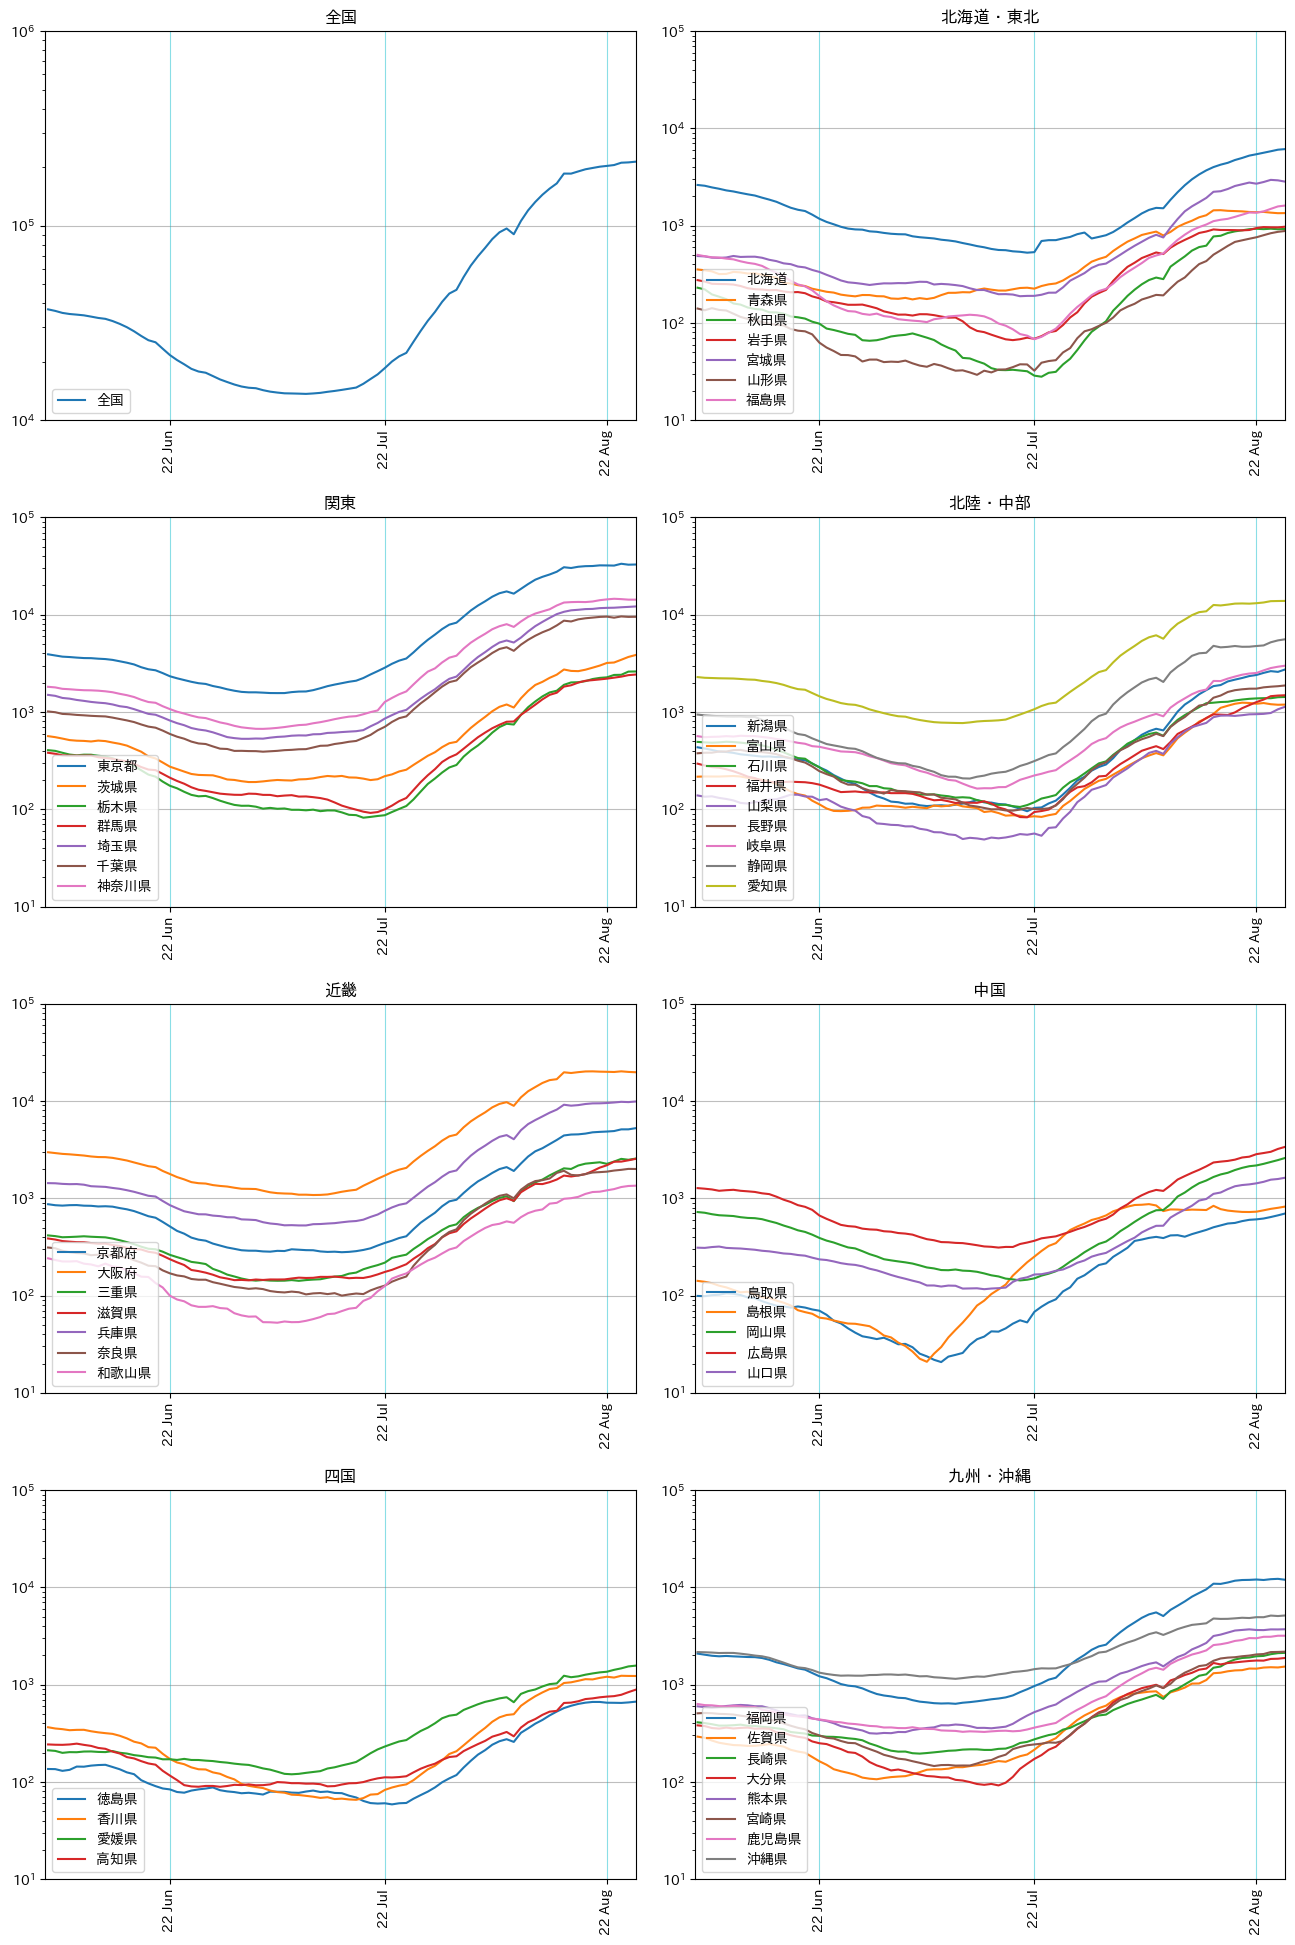 全国
10^6
10^5
10^4
22 Jun
22 Jul
22 Aug
全国
北海道・東北
10^5
10^4
10^3
10^2
10^1
22 Jun
22 Jul
22 Aug
北海道
青森県
秋田県
岩手県
宮城県
山形県
福島県
関東
10^5
10^4
10^3
10^2
10^1
22 Jun
22 Jul
22 Aug
東京都
茨城県
栃木県
群馬県
埼玉県
千葉県
神奈川県
北陸・中部
10^5
10^4
10^3
10^2
10^1
22 Jun
22 Jul
22 Aug
新潟県
富山県
石川県
福井県
山梨県
長野県
岐阜県
静岡県
愛知県
近畿
10^5
10^4
10^3
10^2
10^1
22 Jun
22 Jul
22 Aug
京都府
大阪府
三重県
滋賀県
兵庫県
奈良県
和歌山県
中国
10^5
10^4
10^3
10^2
10^1
22 Jun
22 Jul
22 Aug
鳥取県
島根県
岡山県
広島県
山口県
四国
10^5
10^4
10^3
10^2
10^1
22 Jun
22 Jul
22 Aug
徳島県
香川県
愛媛県
高知県
九州・沖縄
10^5
10^4
10^3
10^2
10^1
22 Jun
22 Jul
22 Aug
福岡県
佐賀県
長崎県
大分県
熊本県
宮崎県
鹿児島県
沖縄県